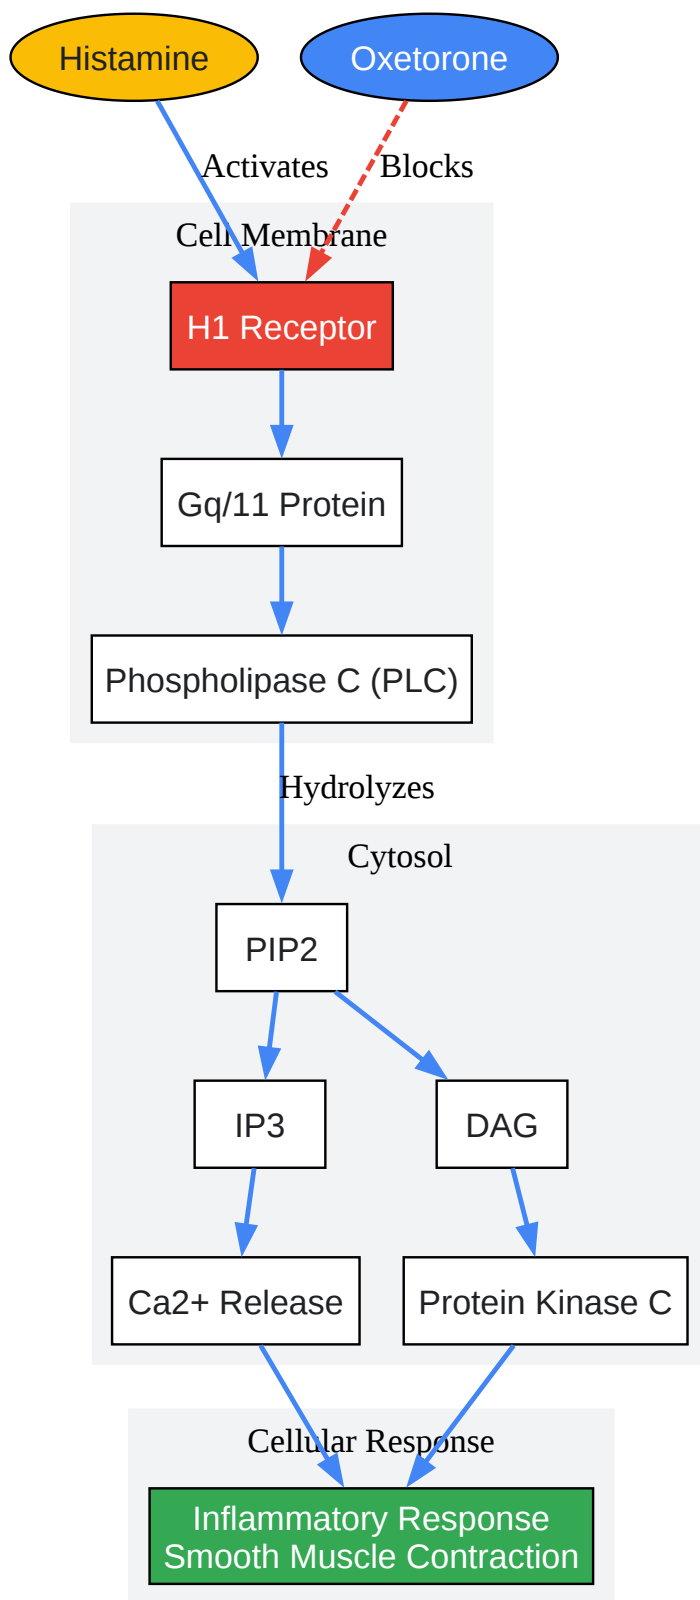 Histamine
Oxetorone
Activates
Blocks
Cell Membrane
H1 Receptor
Gq/11 Protein
Phospholipase C (PLC)
Hydrolyzes
Cytosol
PIP2
IP3
DAG
Ca2+ Release
Protein Kinase C
Cellular Response
Inflammatory Response
Smooth Muscle Contraction